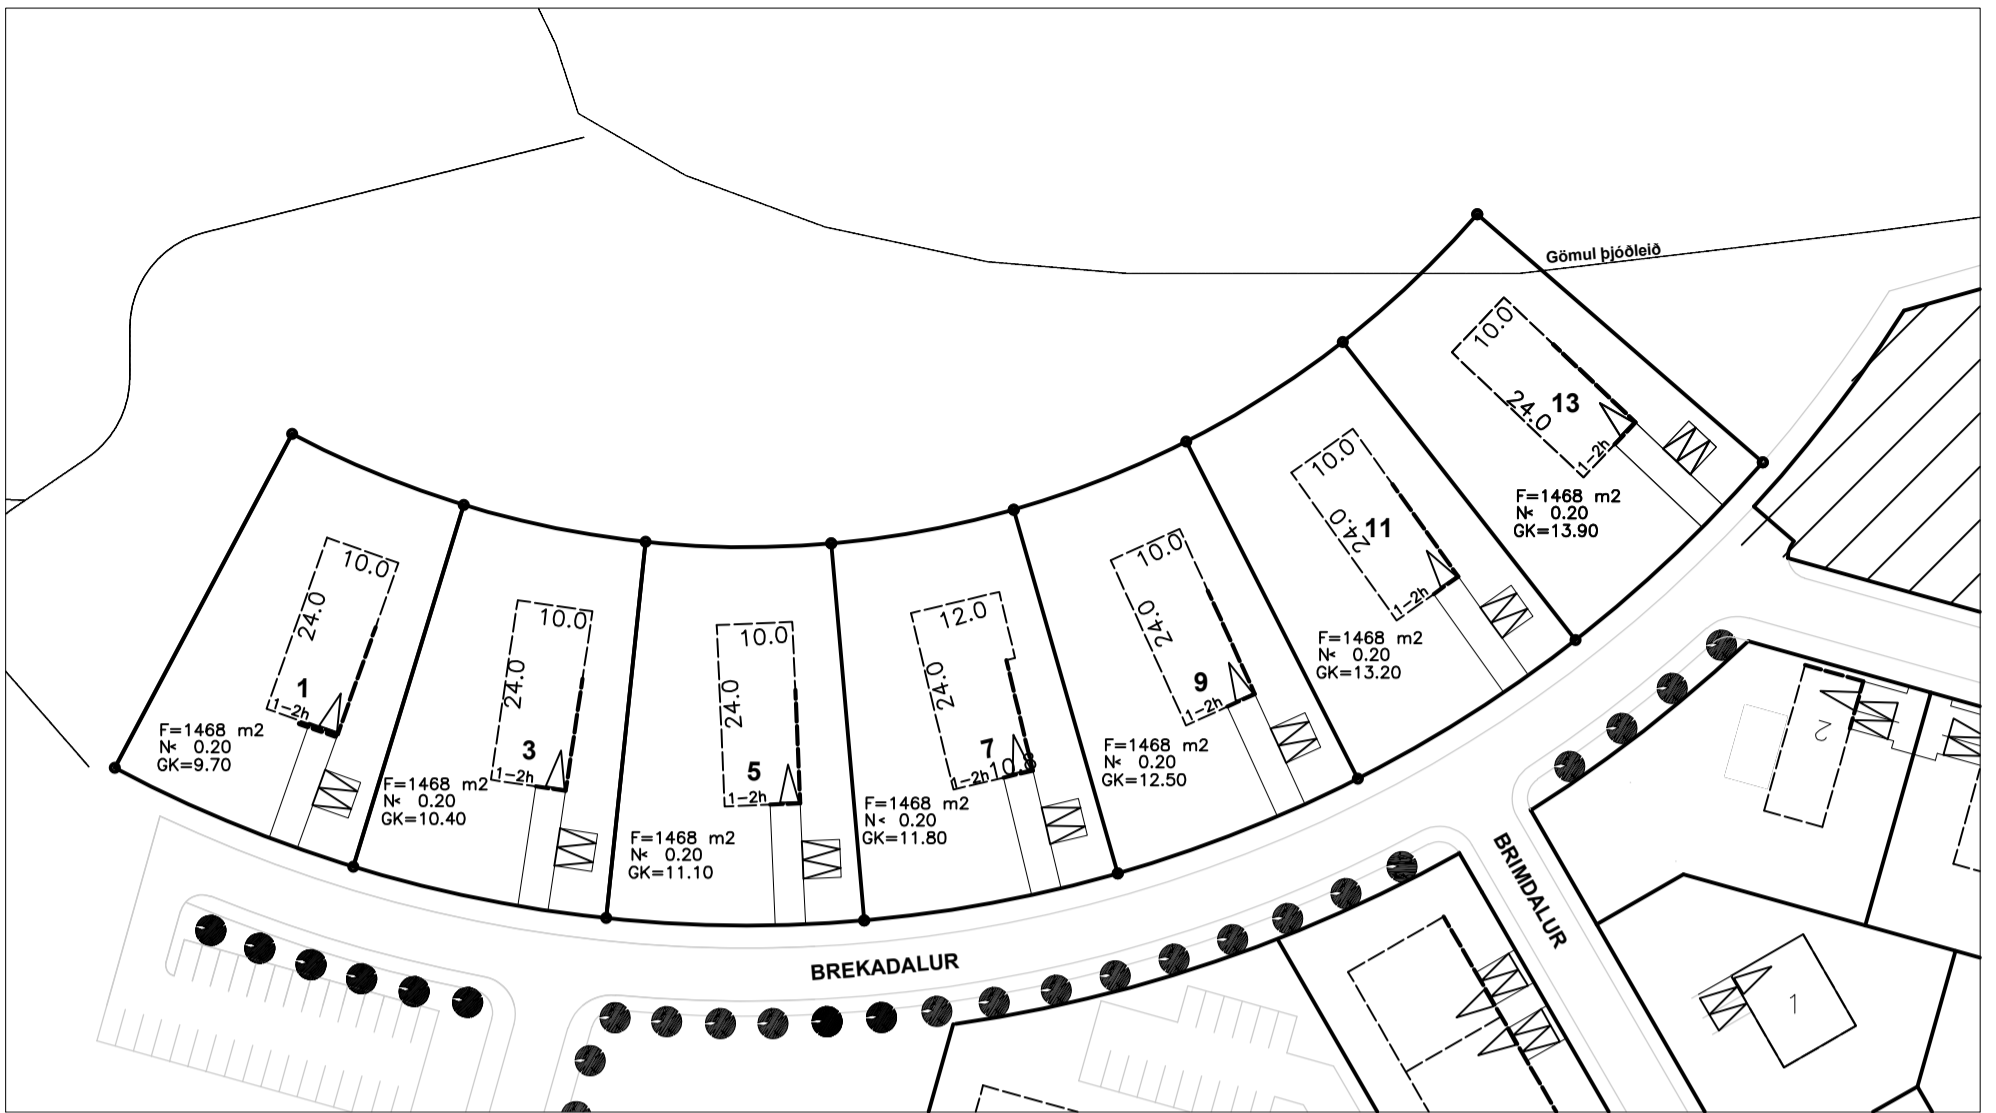 Gömul þjóðleið
10.0
24.0
13
1-2h
F=1468 m2
N< 0.20
GK=13.90
10.0
24.0
11
1-2h
F=1468 m2
N< 0.20
GK=13.20
10.0
24.0
9
1-2h
F=1468 m2
N< 0.20
GK=12.50
12.0
24.0
7
1-2h
10.8
F=1468 m2
N< 0.20
GK=11.80
10.0
24.0
5
1-2h
F=1468 m2
N< 0.20
GK=11.10
10.0
24.0
3
1-2h
F=1468 m2
N< 0.20
GK=10.40
10.0
24.0
1
1-2h
F=1468 m2
N< 0.20
GK=9.70
BREKADALUR
BRIMDALUR
2
1